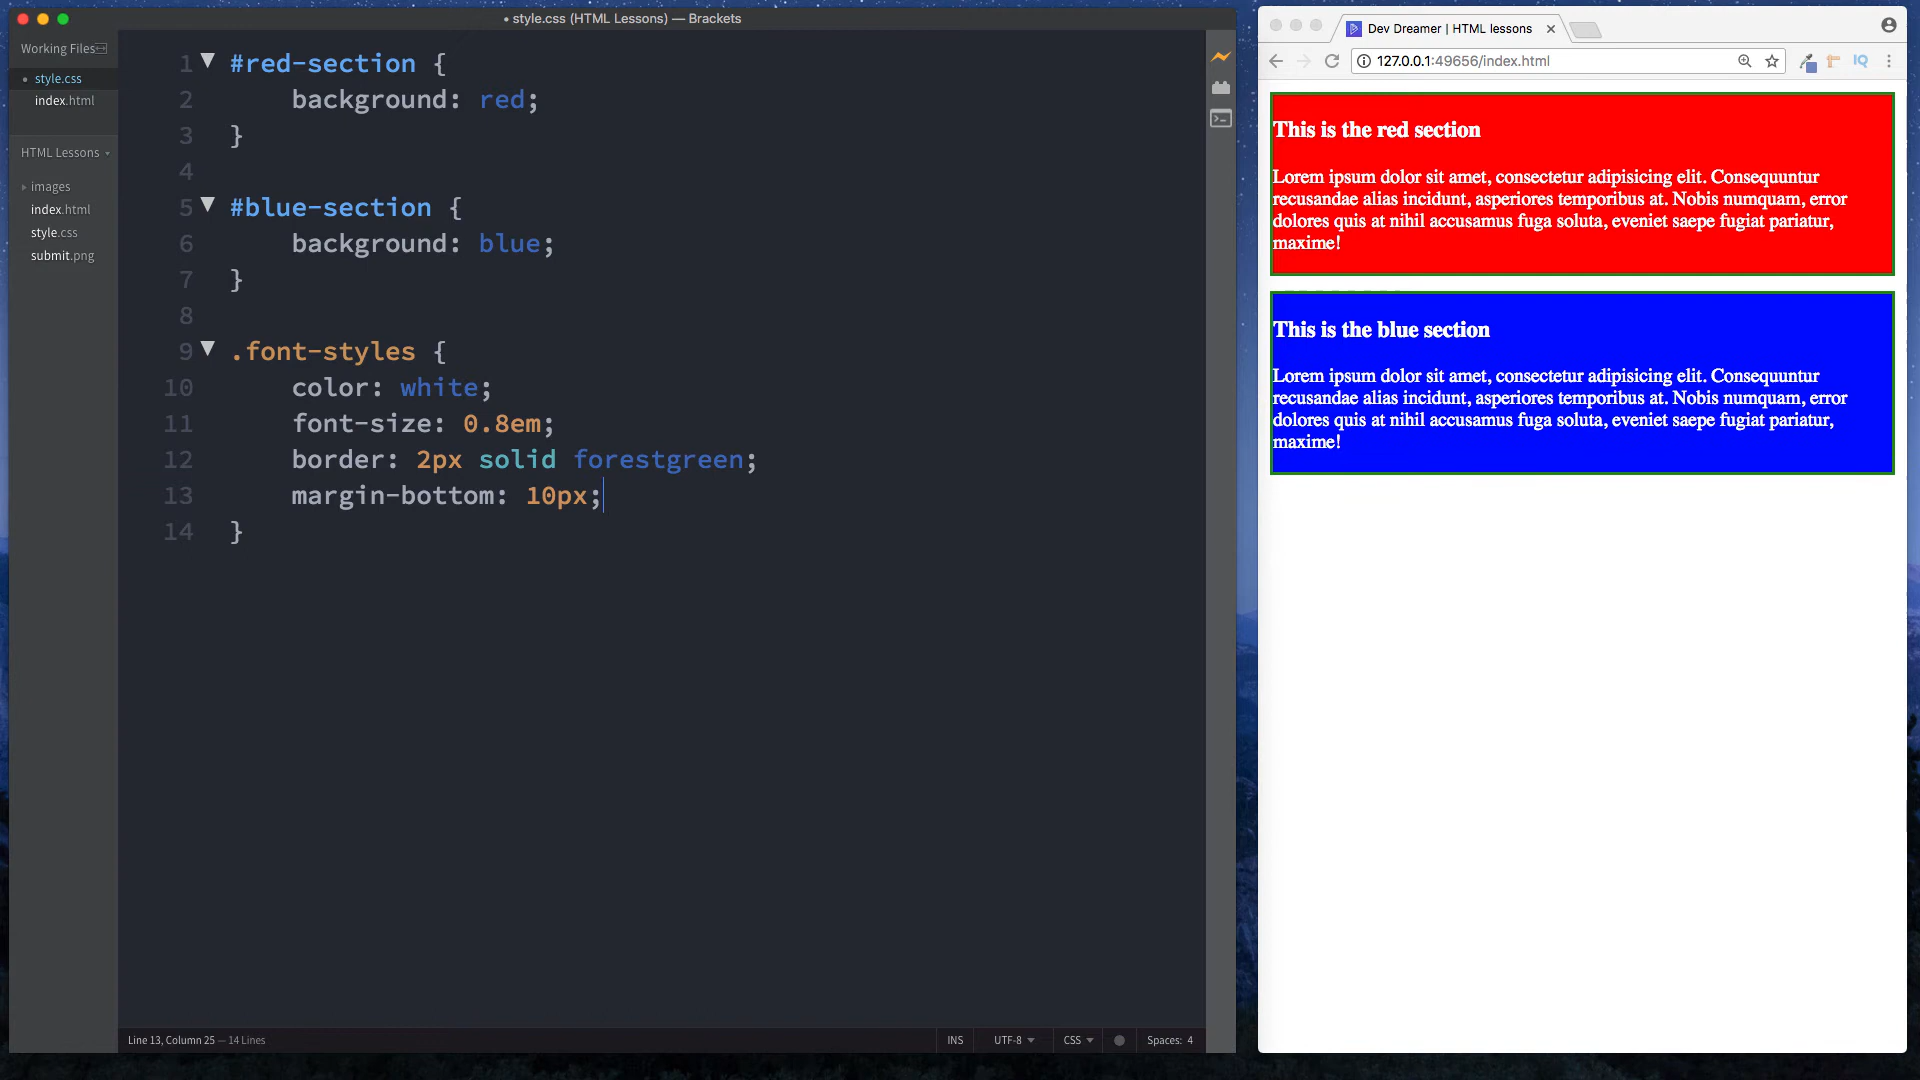 • style.css (HTML Lessons) — Brackets
Working Files
• style.css
index.html
HTML Lessons
images
index.html
style.css
submit.png
1 #red-section {
2     background: red;
3 }
4
5 #blue-section {
6     background: blue;
7 }
8
9 .font-styles {
10     color: white;
11     font-size: 0.8em;
12     border: 2px solid forestgreen;
13     margin-bottom: 10px;
14 }
Line 13, Column 25 — 14 Lines
INS UTF-8 CSS Spaces: 4
Dev Dreamer | HTML lessons
127.0.0.1:49656/index.html
IQ
This is the red section
Lorem ipsum dolor sit amet, consectetur adipisicing elit. Consequuntur
recusandae alias incidunt, asperiores temporibus at. Nobis numquam, error
dolores quis at nihil accusamus fuga soluta, eveniet saepe fugiat pariatur,
maxime!
This is the blue section
Lorem ipsum dolor sit amet, consectetur adipisicing elit. Consequuntur
recusandae alias incidunt, asperiores temporibus at. Nobis numquam, error
dolores quis at nihil accusamus fuga soluta, eveniet saepe fugiat pariatur,
maxime!